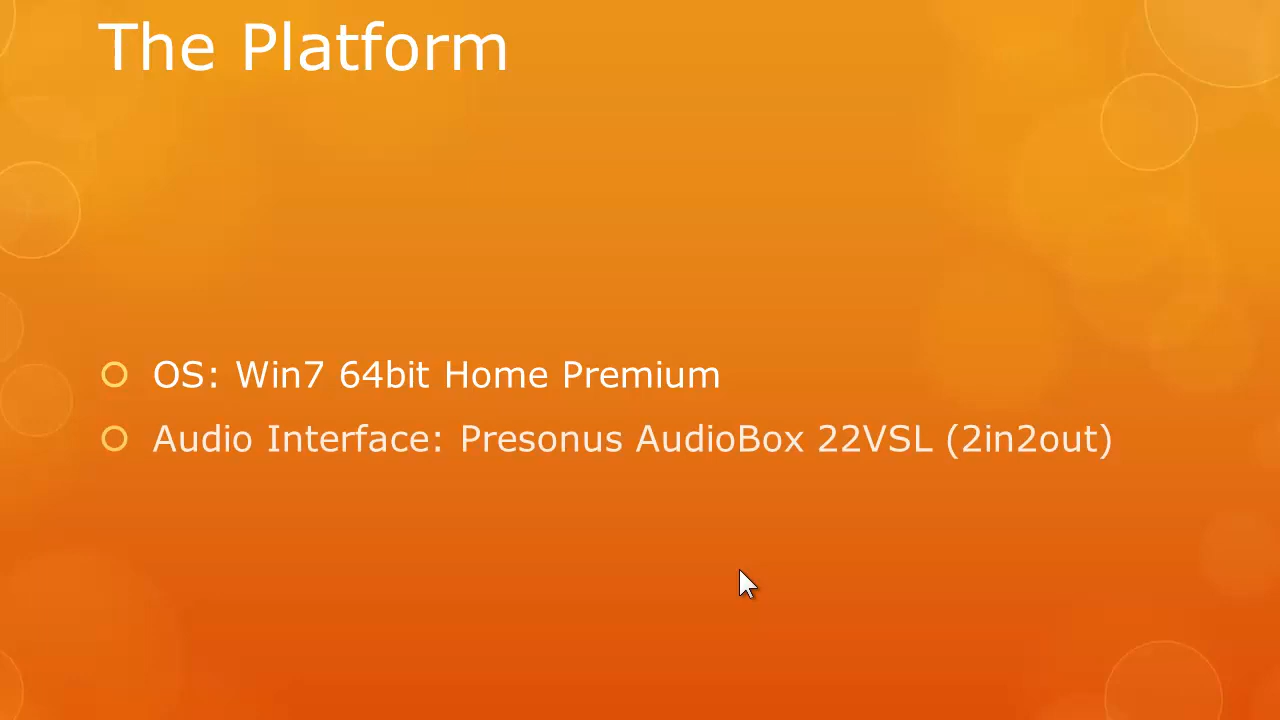 The Platform
OS: Win7 64bit Home Premium
Audio Interface: Presonus AudioBox 22VSL (2in2out)